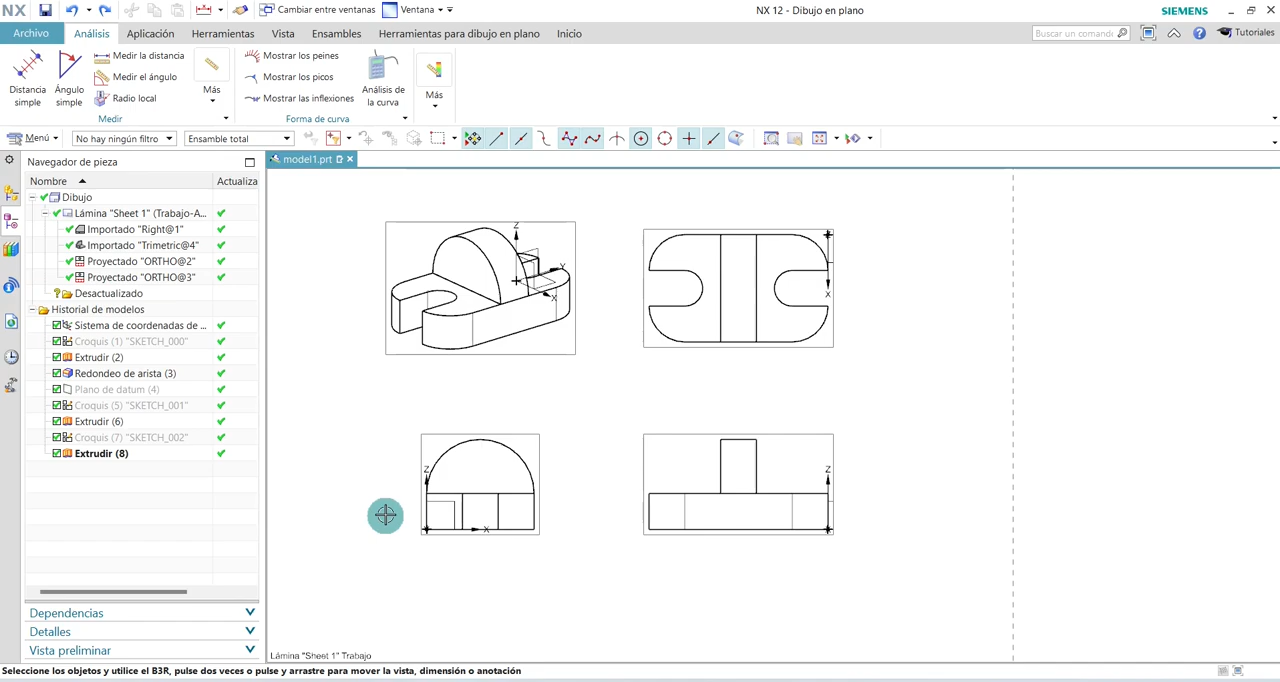 NX
Cambiar entre ventanas
Ventana
NX 12 - Dibujo en plano
SIEMENS
Archivo
Análisis
Aplicación
Herramientas
Vista
Ensambles
Herramientas para dibujo en plano
Inicio
Buscar un comando
Tutoriales
Distancia simple
Ángulo simple
Medir la distancia
Medir el ángulo
Radio local
Más
Medir
Mostrar los peines
Mostrar los picos
Mostrar las inflexiones
Análisis de la curva
Forma de curva
Más
Menú
No hay ningún filtro
Ensamble total
Navegador de pieza
model1.prt
Nombre
Actualiza
Dibujo
Lámina "Sheet 1" (Trabajo-A...
Importado "Right@1"
Importado "Trimetric@4"
Proyectado "ORTHO@2"
Proyectado "ORTHO@3"
Desactualizado
Historial de modelos
Sistema de coordenadas de ...
Croquis (1) "SKETCH_000"
Extrudir (2)
Redondeo de arista (3)
Plano de datum (4)
Croquis (5) "SKETCH_001"
Extrudir (6)
Croquis (7) "SKETCH_002"
Extrudir (8)
Z
Y
X
X
Z
X
Z
Dependencias
Detalles
Vista preliminar
Lámina "Sheet 1" Trabajo
Seleccione los objetos y utilice el B3R, pulse dos veces o pulse y arrastre para mover la vista, dimensión o anotación